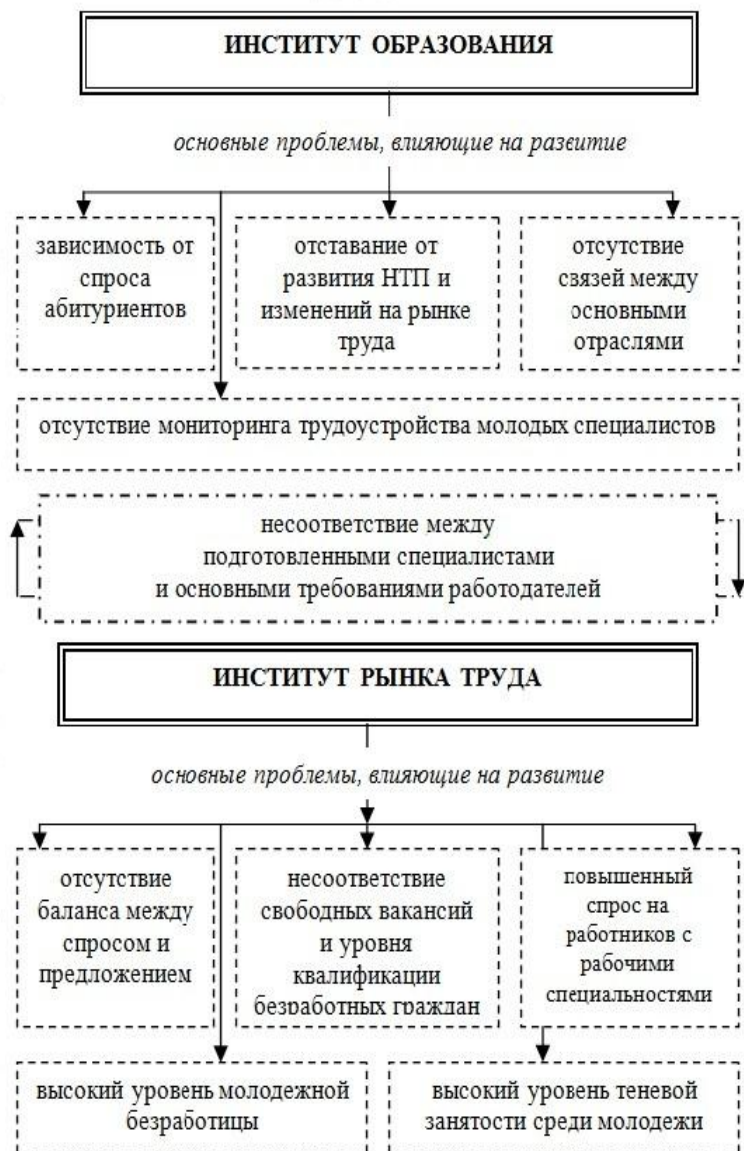 ИНСТИТУТ ОБРАЗОВАНИЯ
основные проблемы, влияющие на развитие
зависимость от
спроса
абитуриентов
отставание от
развития НТП и
изменений на рынке
труда
отсутствие
связей между
основными
отраслями
отсутствие мониторинга трудоустройства молодых специалистов
несоответствие между
подготовленными специалистами
и основными требованиями работодателей
ИНСТИТУТ РЫНКА ТРУДА
основные проблемы, влияющие на развитие
отсутствие
баланса между
спросом и
предложением
несоответствие
свободных вакансий
и уровня
квалификации
безработных граждан
повышенный
спрос на
работников с
рабочими
специальностями
высокий уровень молодежной
безработицы
высокий уровень теневой
занятости среди молодежи